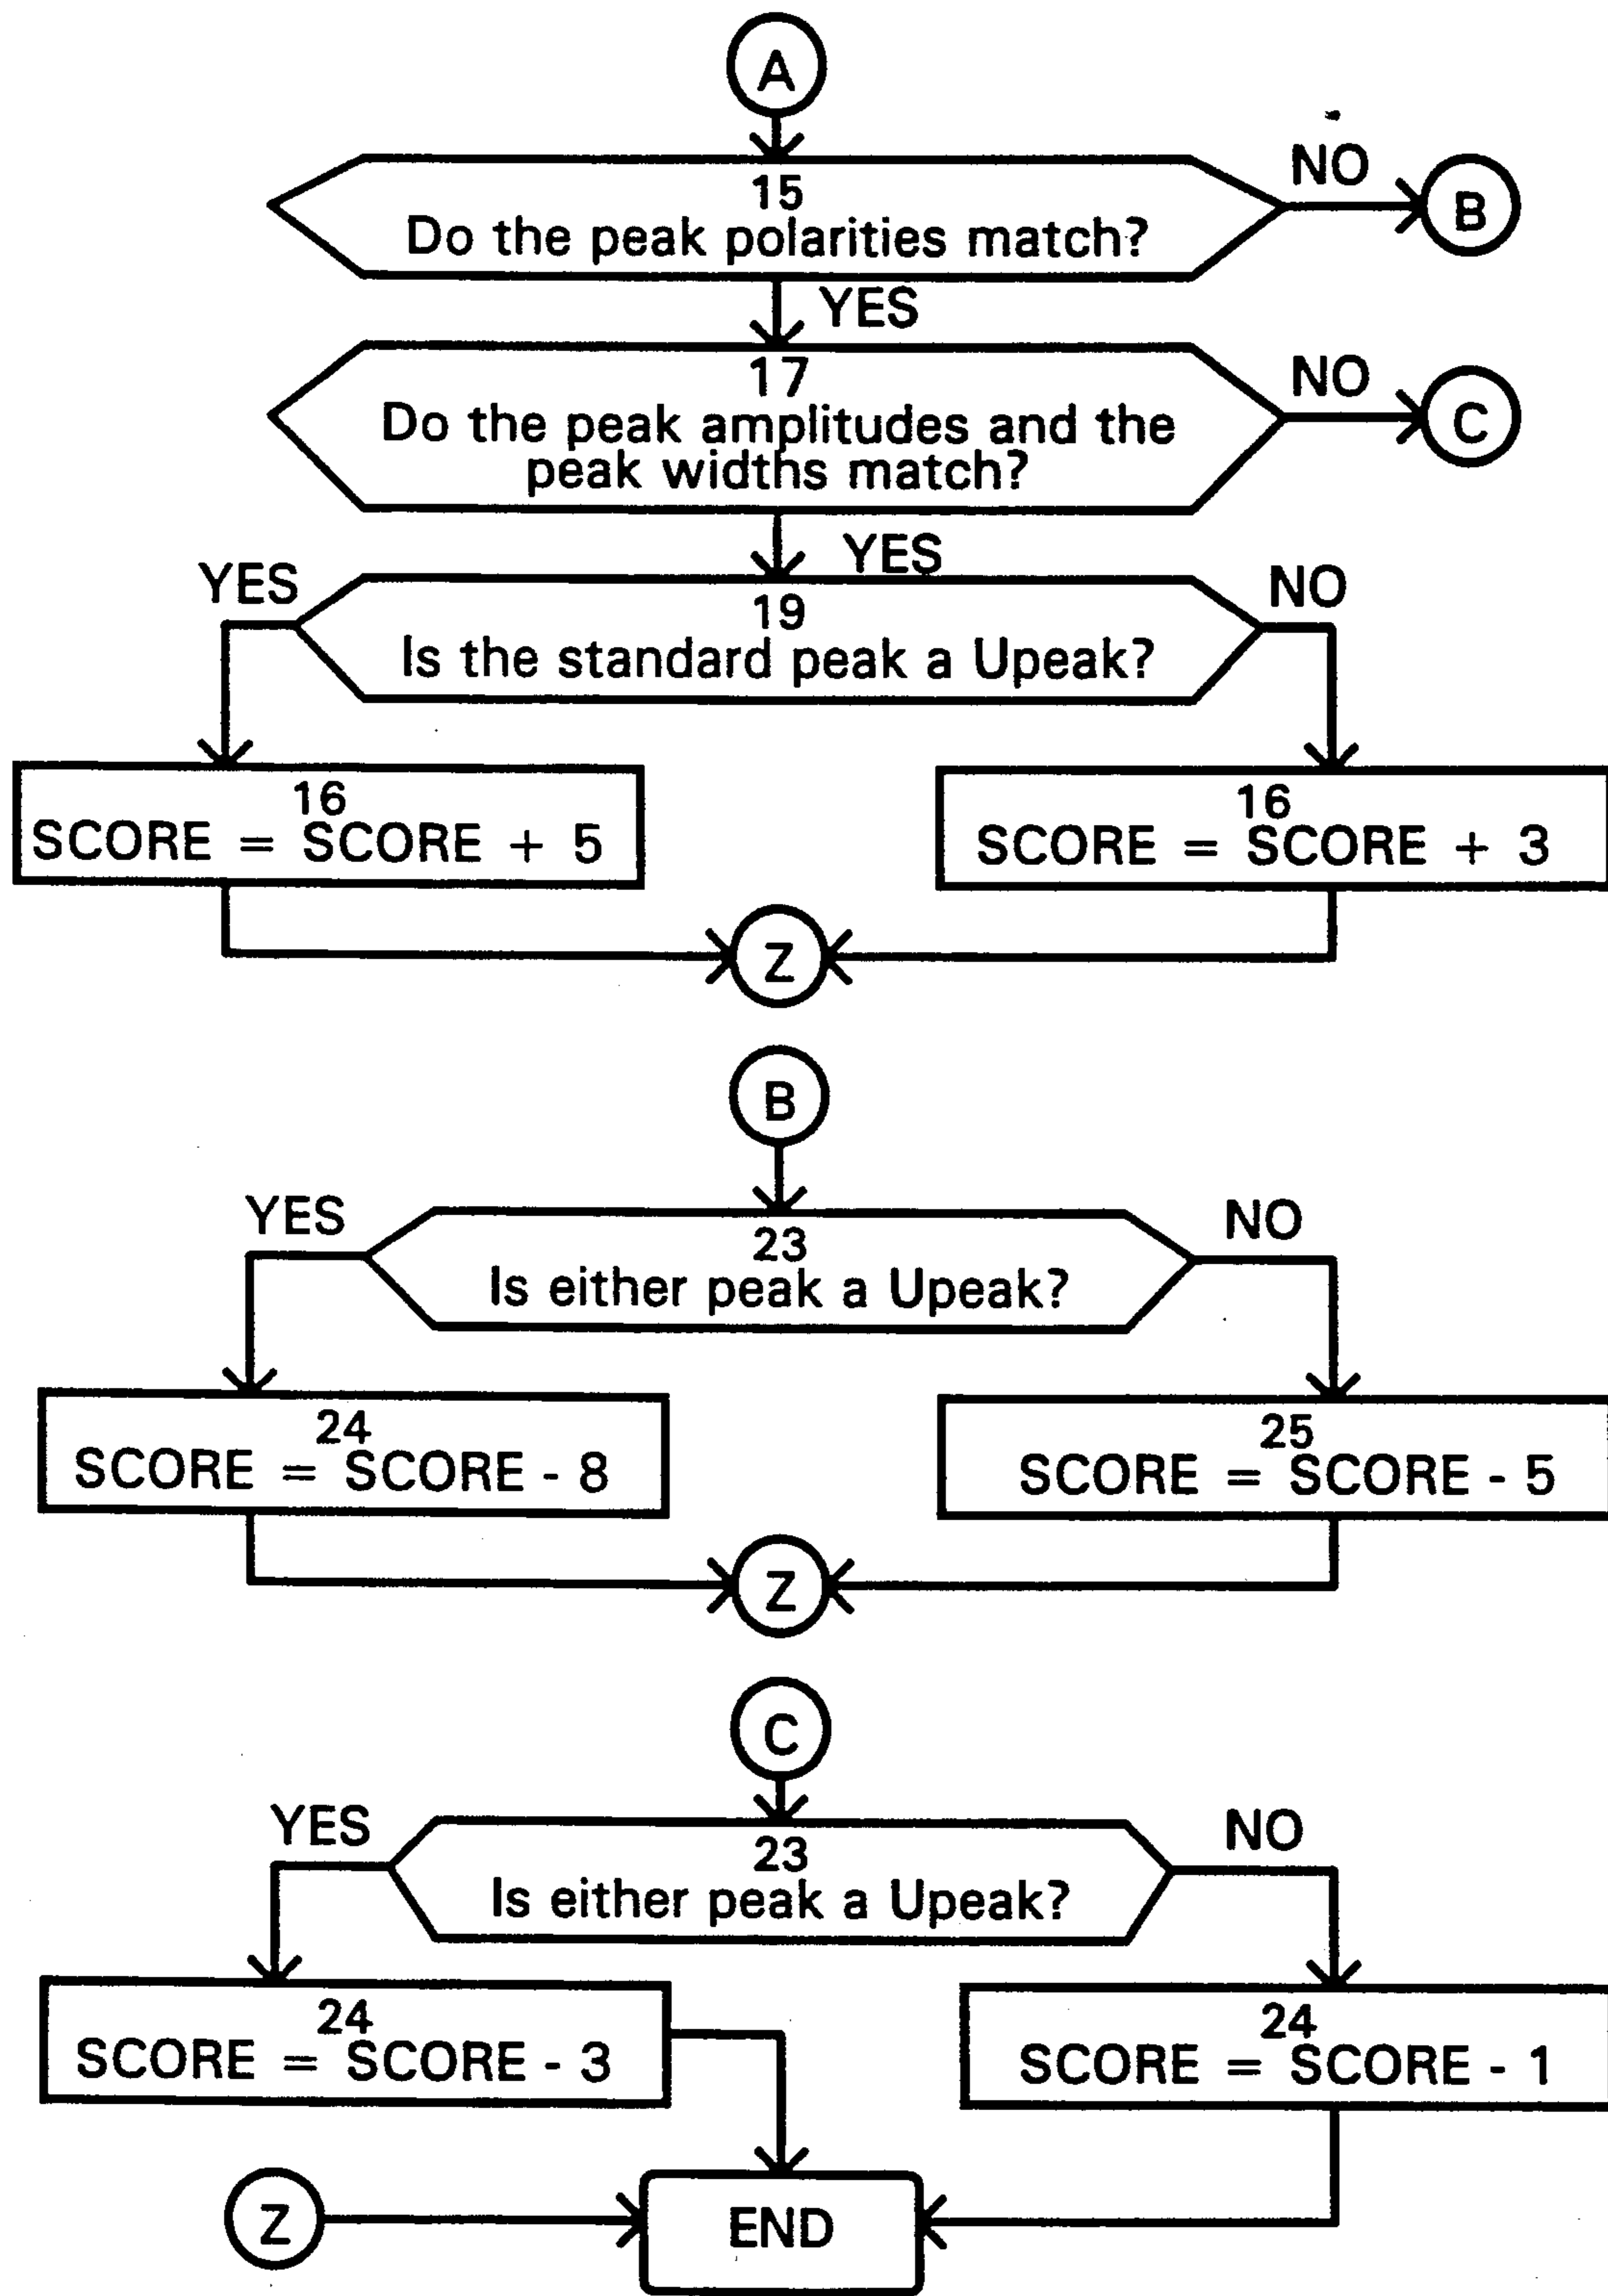 A
15
Do the peak polarities match?
NO
B
YES
17
Do the peak amplitudes and the
peak widths match?
NO
C
YES
YES
19
Is the standard peak a Upeak?
NO
16
SCORE = SCORE + 5
16
SCORE = SCORE + 3
Z
B
YES
23
Is either peak a Upeak?
NO
24
SCORE = SCORE - 8
25
SCORE = SCORE - 5
Z
C
YES
23
Is either peak a Upeak?
NO
24
SCORE = SCORE - 3
24
SCORE = SCORE - 1
Z
END